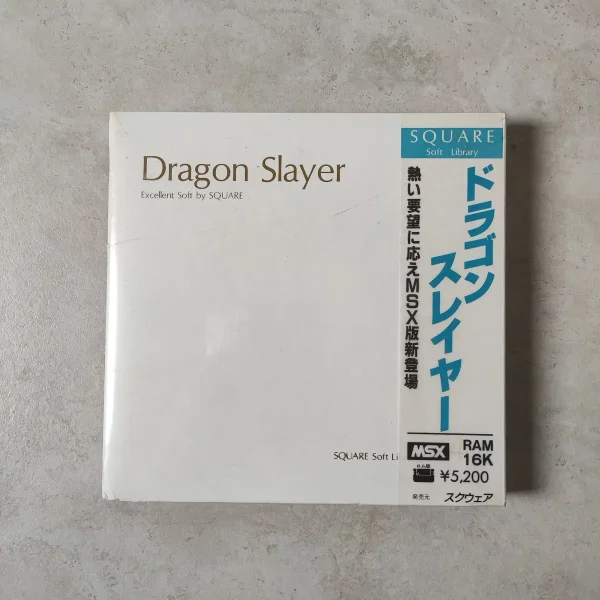 Dragon Slayer
Excellent Soft by SQUARE
SQUARE Soft Li
SQUARE
Soft Library
ドラゴン
スレイヤー
熱い要望に応えMSX版新登場
MSX
RAM
16K
¥5,200
発売元 スクウェア